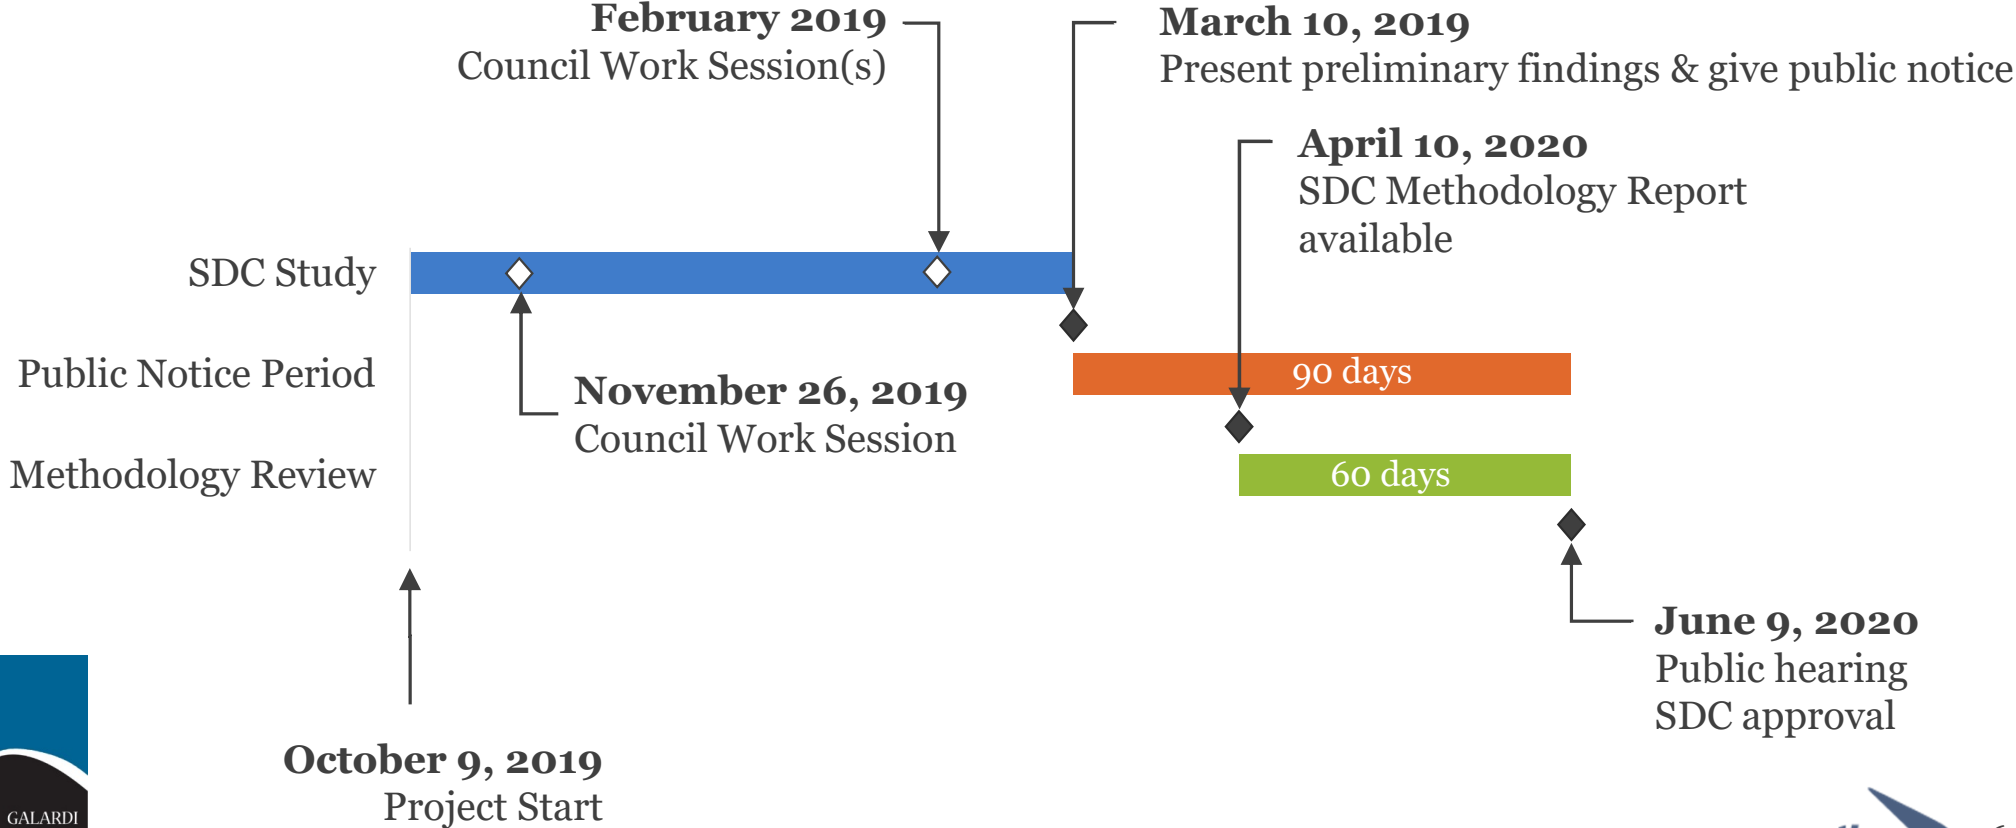 February 2019
Council Work Session(s)
March 10, 2019
Present preliminary findings & give public notice
April 10, 2020
SDC Methodology Report
available
SDC Study
Public Notice Period
90 days
November 26, 2019
Council Work Session
Methodology Review
60 days
June 9, 2020
Public hearing
SDC approval
October 9, 2019
Project Start
GALARDI